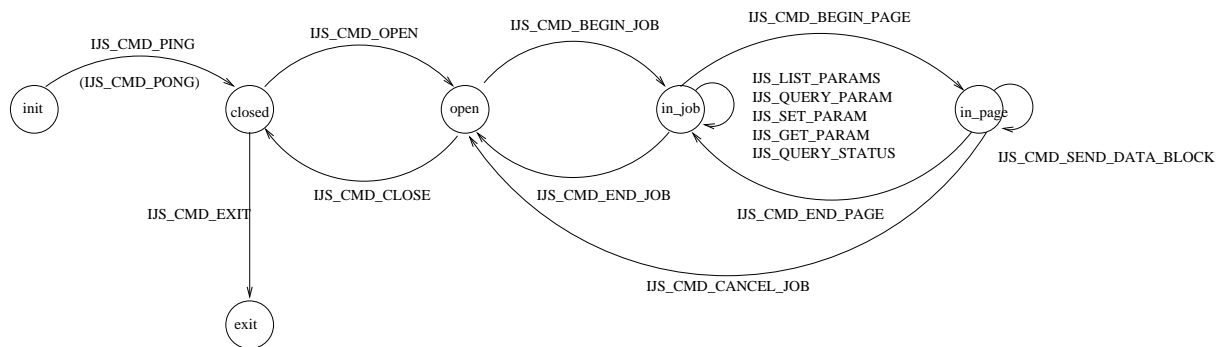 IJS_CMD_PING
(IJS_CMD_PONG)
IJS_CMD_OPEN
IJS_CMD_BEGIN_JOB
IJS_CMD_BEGIN_PAGE
init
closed
open
in_job
IJS_LIST_PARAMS
IJS_QUERY_PARAM
IJS_SET_PARAM
IJS_GET_PARAM
IJS_QUERY_STATUS
in_page
IJS_CMD_SEND_DATA_BLOCK
IJS_CMD_CLOSE
IJS_CMD_END_JOB
IJS_CMD_END_PAGE
IJS_CMD_EXIT
IJS_CMD_CANCEL_JOB
exit